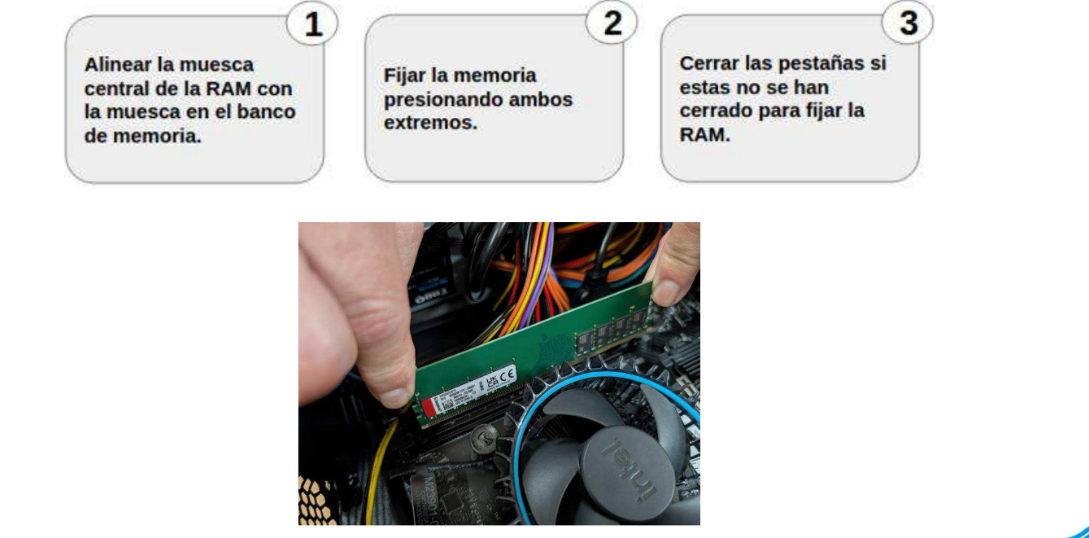 1
Alinear la muesca
central de la RAM con
la muesca en el banco
de memoria.
2
Fijar la memoria
presionando ambos
extremos.
3
Cerrar las pestañas si
estas no se han
cerrado para fijar la
RAM.
CE
intel